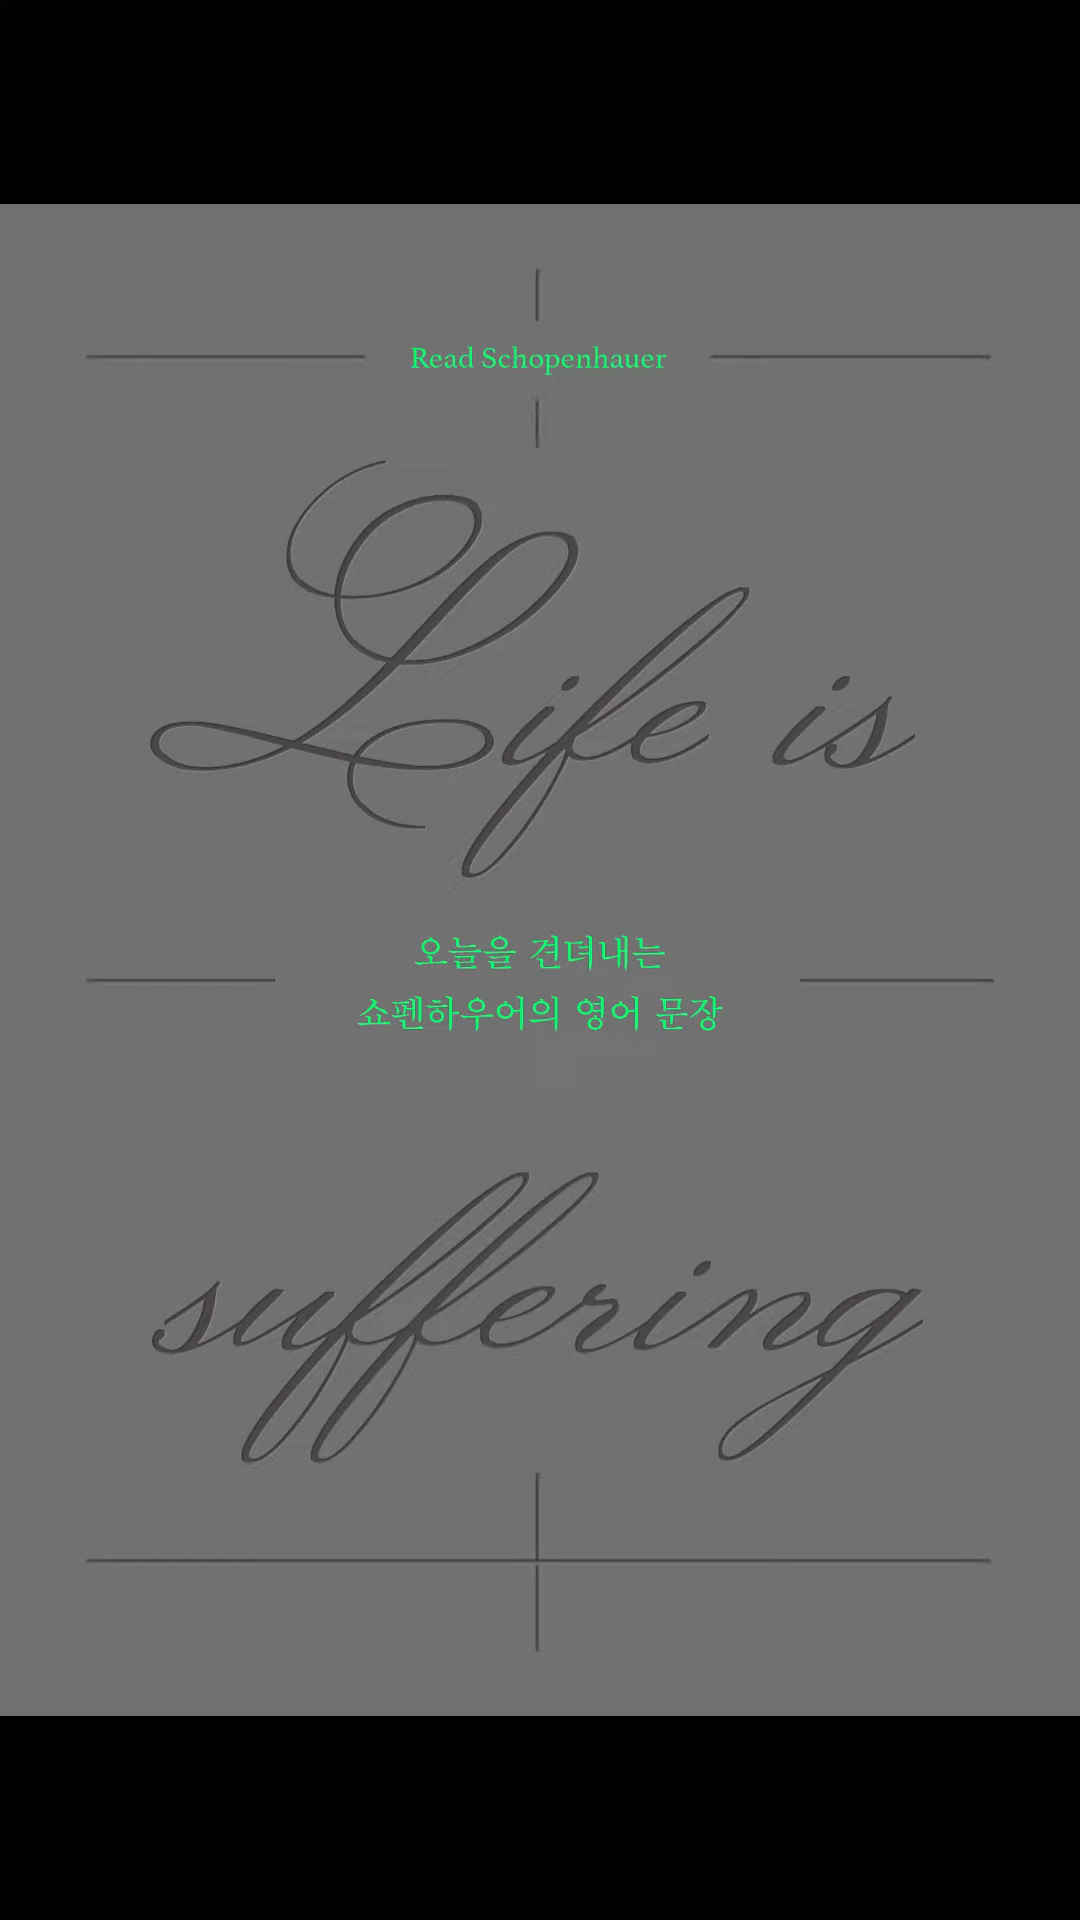 Read Schopenhauer
Life is
오늘을 견뎌내는
쇼펜하우어의 영어 문장
suffering